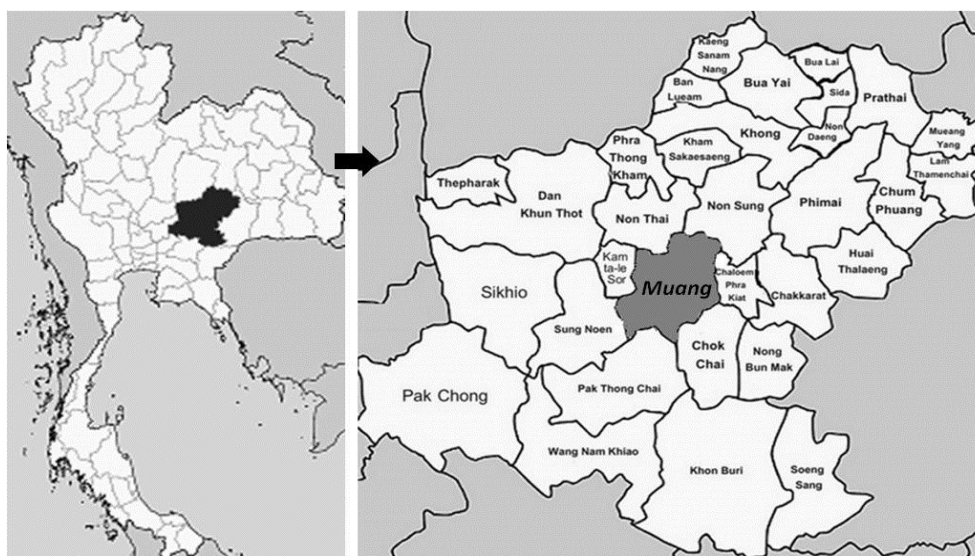 Kaeng
Sanam
Nang
Bua Lai
Ban
Lueam
Bua Yai
Sida
Prathai
Non
Daeng
Mueang
Yang
Phra
Thong
Kham
Kham
Sakaesaeng
Khong
Lam
Thamenchai
Thepharak
Dan
Khun Thot
Non Thai
Non Sung
Phimai
Chum
Phuang
Kam
ta-le
Sor
Muang
Chaloem
Phra
Kiat
Chakkarat
Huai
Thalaeng
Sikhio
Sung Noen
Chok
Chai
Nong
Bun Mak
Pak Chong
Pak Thong Chai
Wang Nam Khiao
Khon Buri
Soeng
Sang